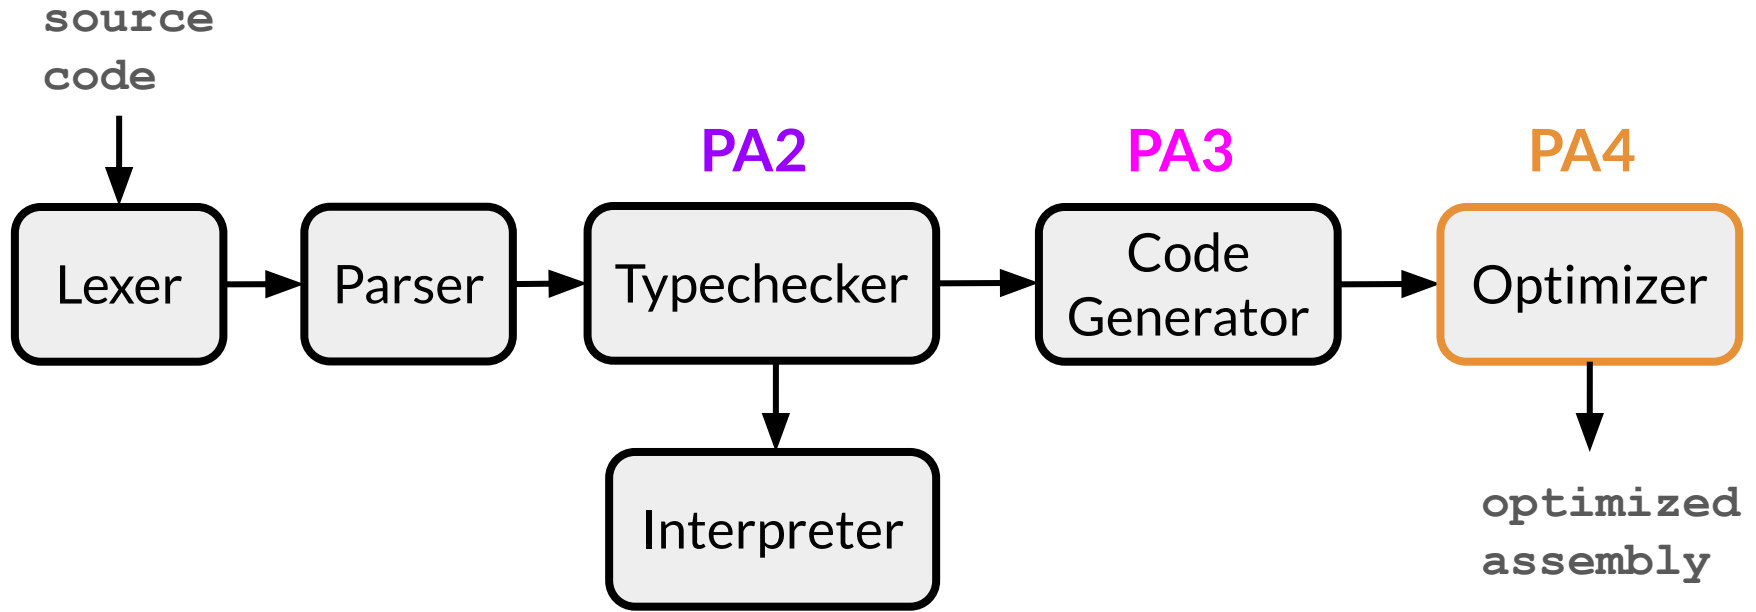 source
code
PA2
PA3
PA4
Lexer
Parser
Typechecker
Code
Generator
Optimizer
Interpreter
optimized
assembly